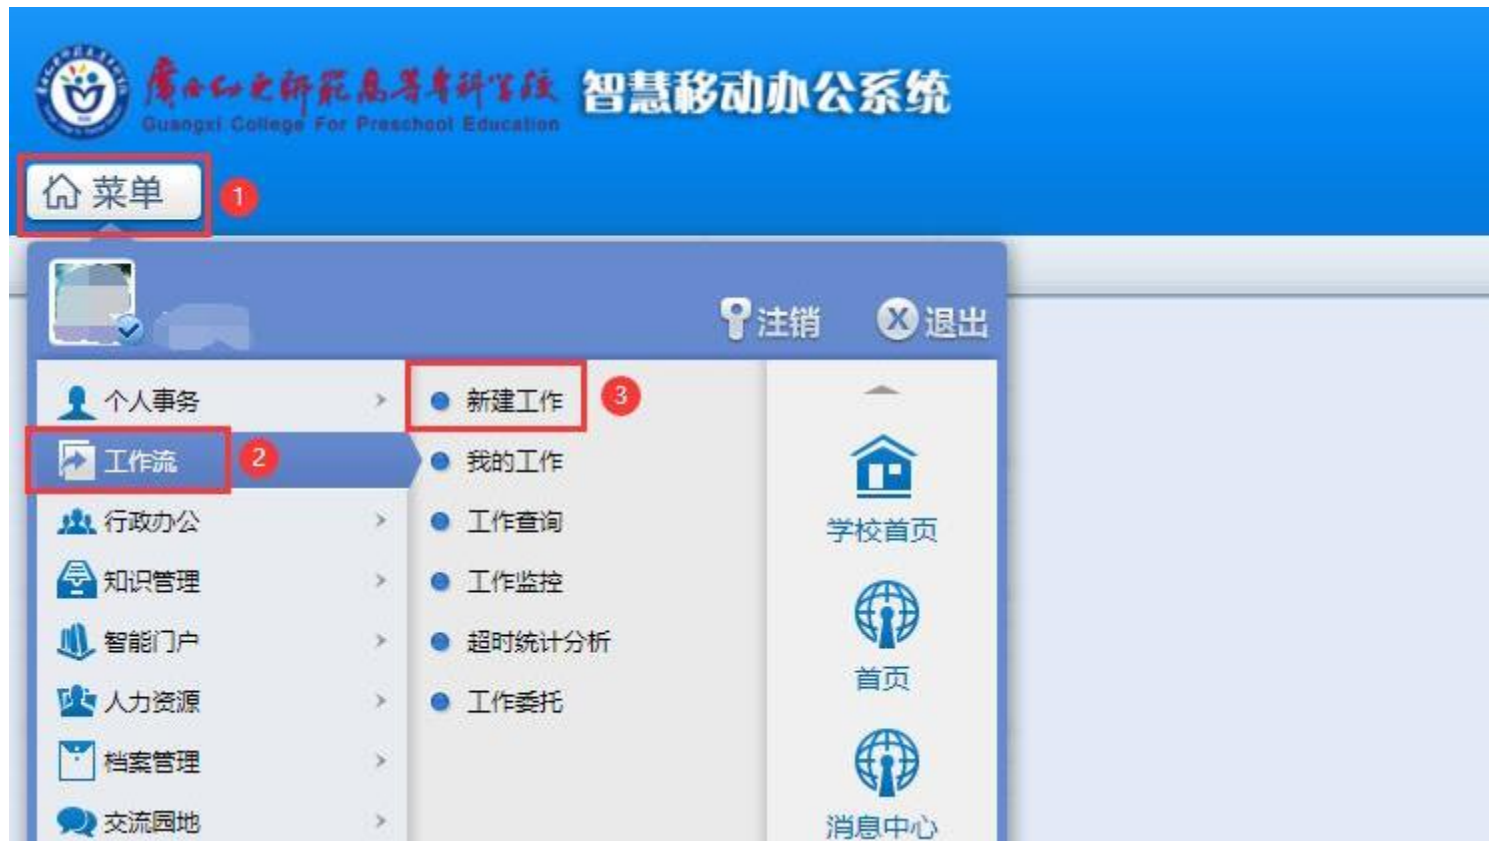 广西幼儿师范高等专科学校 智慧移动办公系统
Guangxi College For Preschool Education
菜单 1
注销 退出
个人事务
工作流 2
行政办公
知识管理
智能门户
人力资源
档案管理
交流园地
新建工作 3
我的工作
工作查询
工作监控
超时统计分析
工作委托
学校首页
首页
消息中心